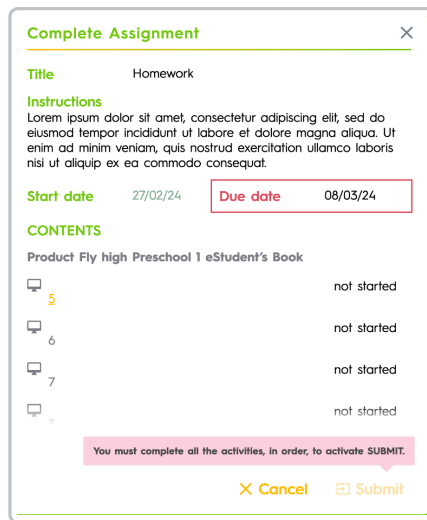 Complete Assignment
Title Homework
Instructions
Lorem ipsum dolor sit amet, consectetur adipiscing elit, sed do
eiusmod tempor incididunt ut labore et dolore magna aliqua. Ut
enim ad minim veniam, quis nostrud exercitation ullamco laboris
nisi ut aliquip ex ea commodo consequat.
Start date 27/02/24 Due date 08/03/24
CONTENTS
Product Fly high Preschool 1 eStudent's Book
5 not started
6 not started
7 not started
not started
You must complete all the activities, in order, to activate SUBMIT.
Cancel Submit